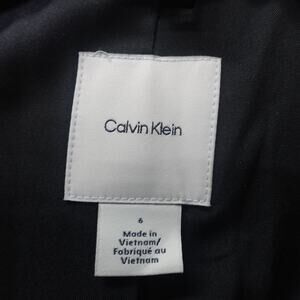 Calvin Klein
6
Made in
Vietnam/
Fabriqué au
Vietnam